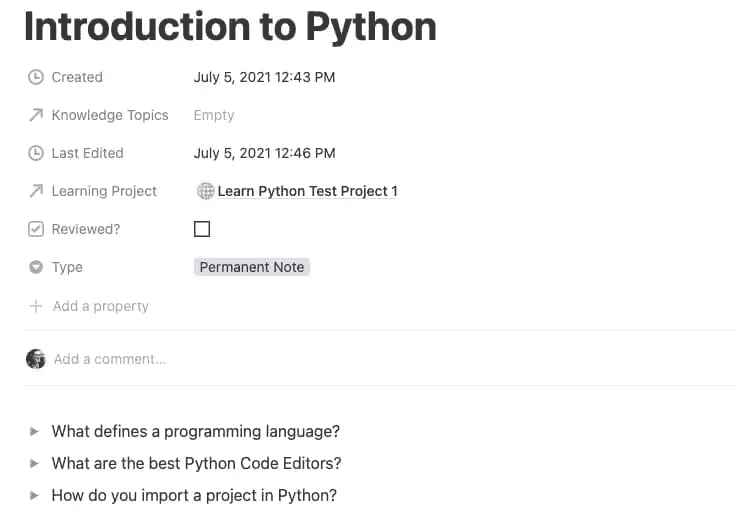 Introduction to Python
Created July 5, 2021 12:43 PM
Knowledge Topics Empty
Last Edited July 5, 2021 12:46 PM
Learning Project Learn Python Test Project 1
Reviewed?
Type Permanent Note
Add a property
Add a comment...
What defines a programming language?
What are the best Python Code Editors?
How do you import a project in Python?